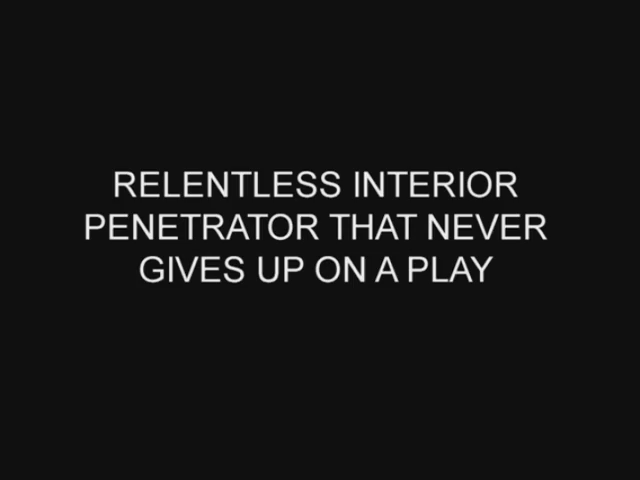 RELENTLESS INTERIOR
PENETRATOR THAT NEVER
GIVES UP ON A PLAY